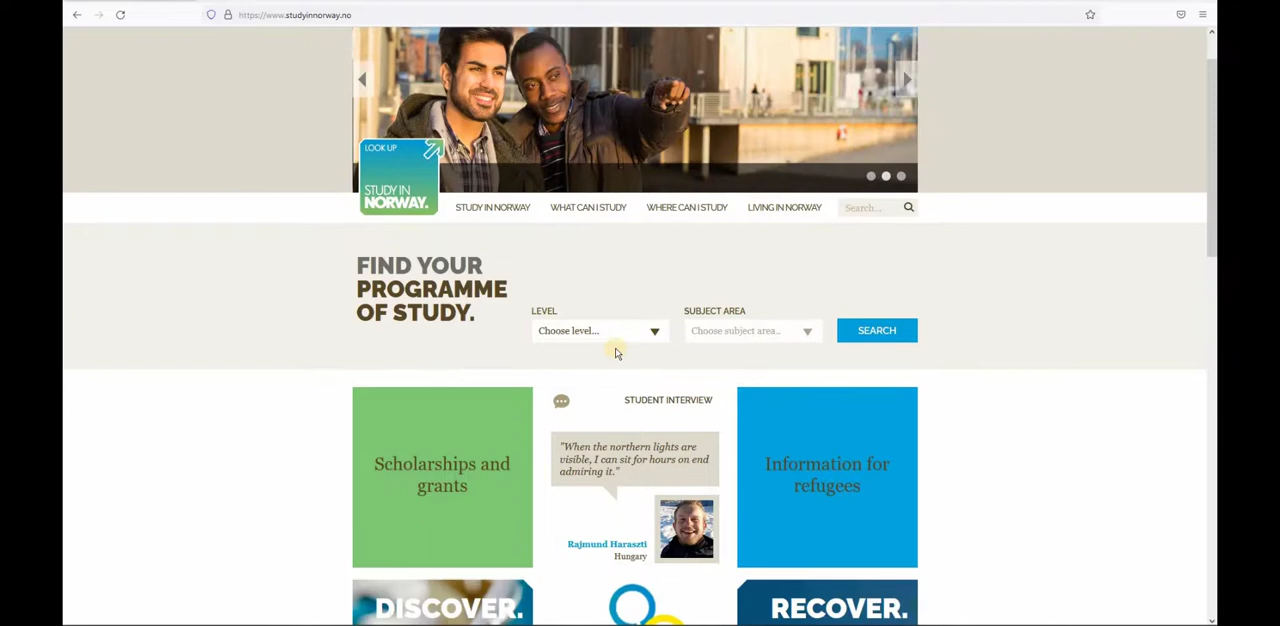 https://www.studyinnorway.no
LOOK UP
STUDY IN
NORWAY.
STUDY IN NORWAY
WHAT CAN I STUDY
WHERE CAN I STUDY
LIVING IN NORWAY
Search...
FIND YOUR
PROGRAMME
OF STUDY.
LEVEL
Choose level...
SUBJECT AREA
Choose subject area..
SEARCH
Scholarships and
grants
STUDENT INTERVIEW
"When the northern lights are
visible, I can sit for hours on end
admiring it."
Rajmund Haraszti
Hungary
Information for
refugees
DISCOVER.
RECOVER.